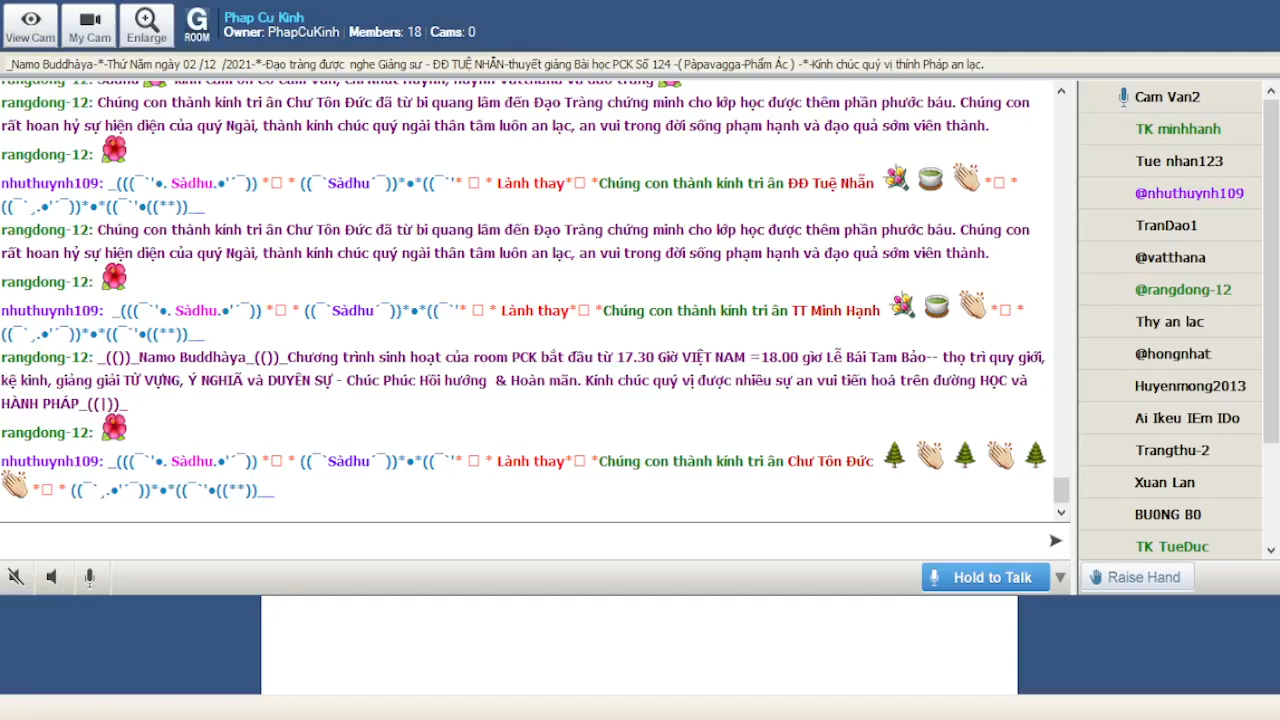 View Cam
My Cam
Enlarge
G ROOM
Phap Cu Kinh
Owner: PhapCuKinh | Members: 18 | Cams: 0
_Namo Buddhàya-*-Thứ Năm ngày 02 /12 /2021-*-Đạo tràng được nghe Giảng sư - ĐĐ TUỆ NHẪN-thuyết giảng Bài học PCK Số 124 -( Pàpavagga-Phẩm Ác ) -*-Kính chúc quý vị thính Pháp an lạc.
rangdong-12: Chúng con thành kính tri ân Chư Tôn Đức đã từ bi quang lâm đến Đạo Tràng chứng minh cho lớp học được thêm phần phước báu. Chúng con
rất hoan hỷ sự hiện diện của quý Ngài, thành kính chúc quý ngài thân tâm luôn an lạc, an vui trong đời sống phạm hạnh và đạo quả sớm viên thành.
rangdong-12:
nhuthuynh109: _(((¯`'●. Sàdhu.●'´¯)) *□ * ((¯`Sàdhu´¯))*●*((¯`'* □ * Lành thay*□ *Chúng con thành kính tri ân ĐĐ Tuệ Nhẫn *□ *
((¯`¸.●'´¯))*●*((¯`'●((**))__
rangdong-12: Chúng con thành kính tri ân Chư Tôn Đức đã từ bi quang lâm đến Đạo Tràng chứng minh cho lớp học được thêm phần phước báu. Chúng con
rất hoan hỷ sự hiện diện của quý Ngài, thành kính chúc quý ngài thân tâm luôn an lạc, an vui trong đời sống phạm hạnh và đạo quả sớm viên thành.
rangdong-12:
nhuthuynh109: _(((¯`'●. Sàdhu.●'´¯)) *□ * ((¯`Sàdhu´¯))*●*((¯`'* □ * Lành thay*□ *Chúng con thành kính tri ân TT Minh Hạnh *□ *
((¯`¸.●'´¯))*●*((¯`'●((**))__
rangdong-12: _(())_Namo Buddhàya_(())_Chương trình sinh hoạt của room PCK bắt đầu từ 17.30 Giờ VIỆT NAM =18.00 giờ Lễ Bái Tam Bảo-- thọ trì quy giới,
kệ kinh, giảng giải TỪ VỰNG, Ý NGHIÃ và DUYÊN SỰ - Chúc Phúc Hồi hướng & Hoàn mãn. Kính chúc quý vị được nhiều sự an vui tiến hoá trên đường HỌC và
HÀNH PHÁP_((|))_
rangdong-12:
nhuthuynh109: _(((¯`'●. Sàdhu.●'´¯)) *□ * ((¯`Sàdhu´¯))*●*((¯`'* □ * Lành thay*□ *Chúng con thành kính tri ân Chư Tôn Đức
*□ * ((¯`¸.●'´¯))*●*((¯`'●((**))__
Hold to Talk
Cam Van2
TK minhhanh
Tue nhan123
@nhuthuynh109
TranDao1
@vatthana
@rangdong-12
Thy an lac
@hongnhat
Huyenmong2013
Ai Ikeu IEm IDo
Trangthu-2
Xuan Lan
BU0NG B0
TK TueDuc
Raise Hand